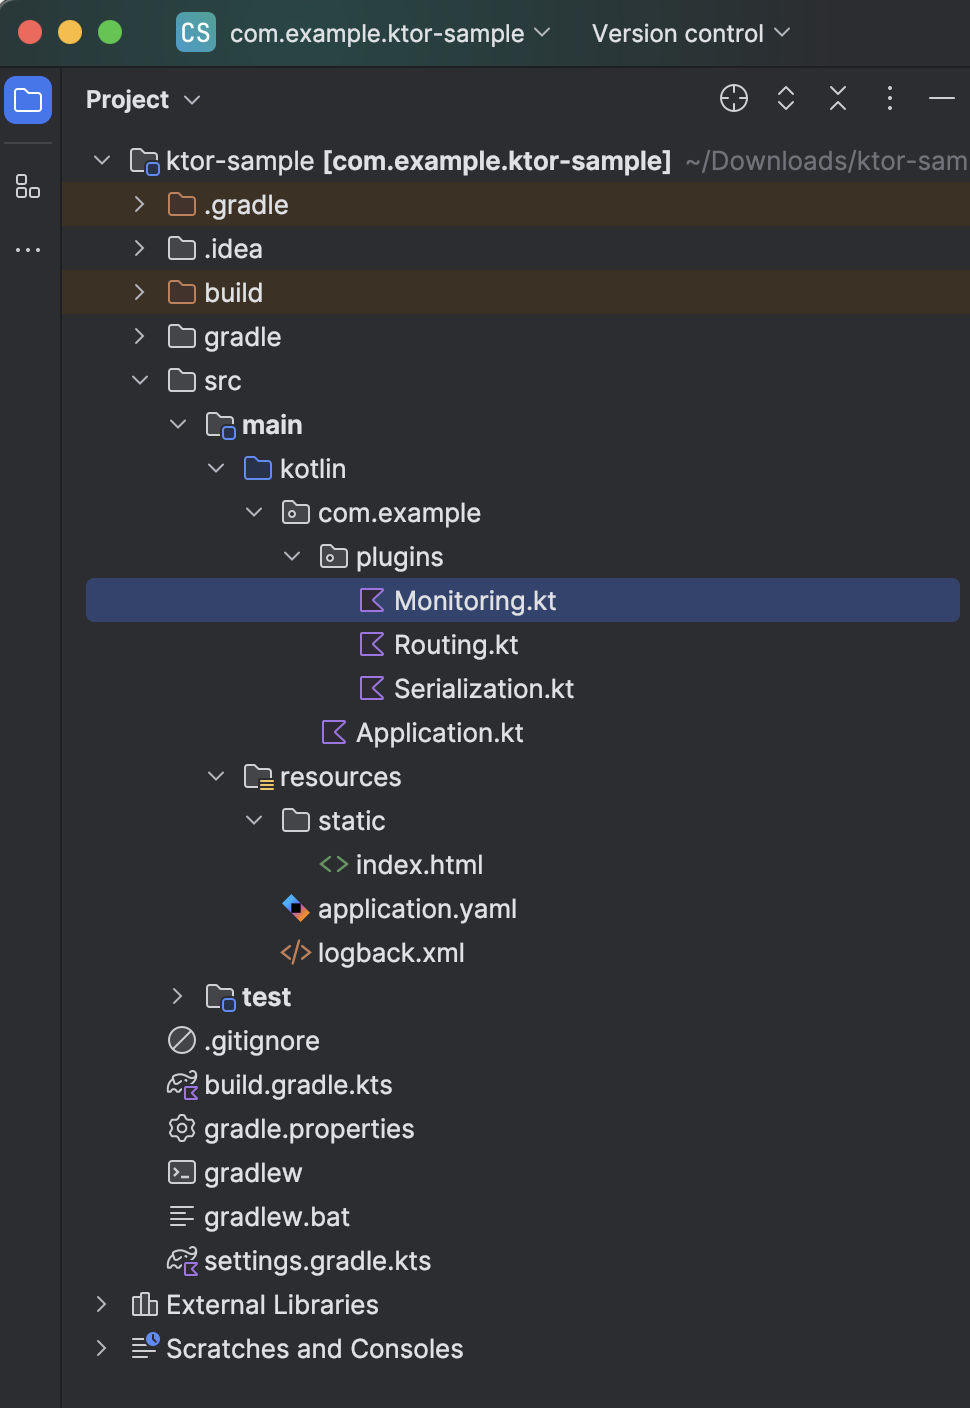 CS com.example.ktor-sample Version control
Project
ktor-sample [com.example.ktor-sample] ~/Downloads/ktor-sam
.gradle
.idea
build
gradle
src
main
kotlin
com.example
plugins
Monitoring.kt
Routing.kt
Serialization.kt
Application.kt
resources
static
index.html
application.yaml
logback.xml
test
.gitignore
build.gradle.kts
gradle.properties
gradlew
gradlew.bat
settings.gradle.kts
External Libraries
Scratches and Consoles